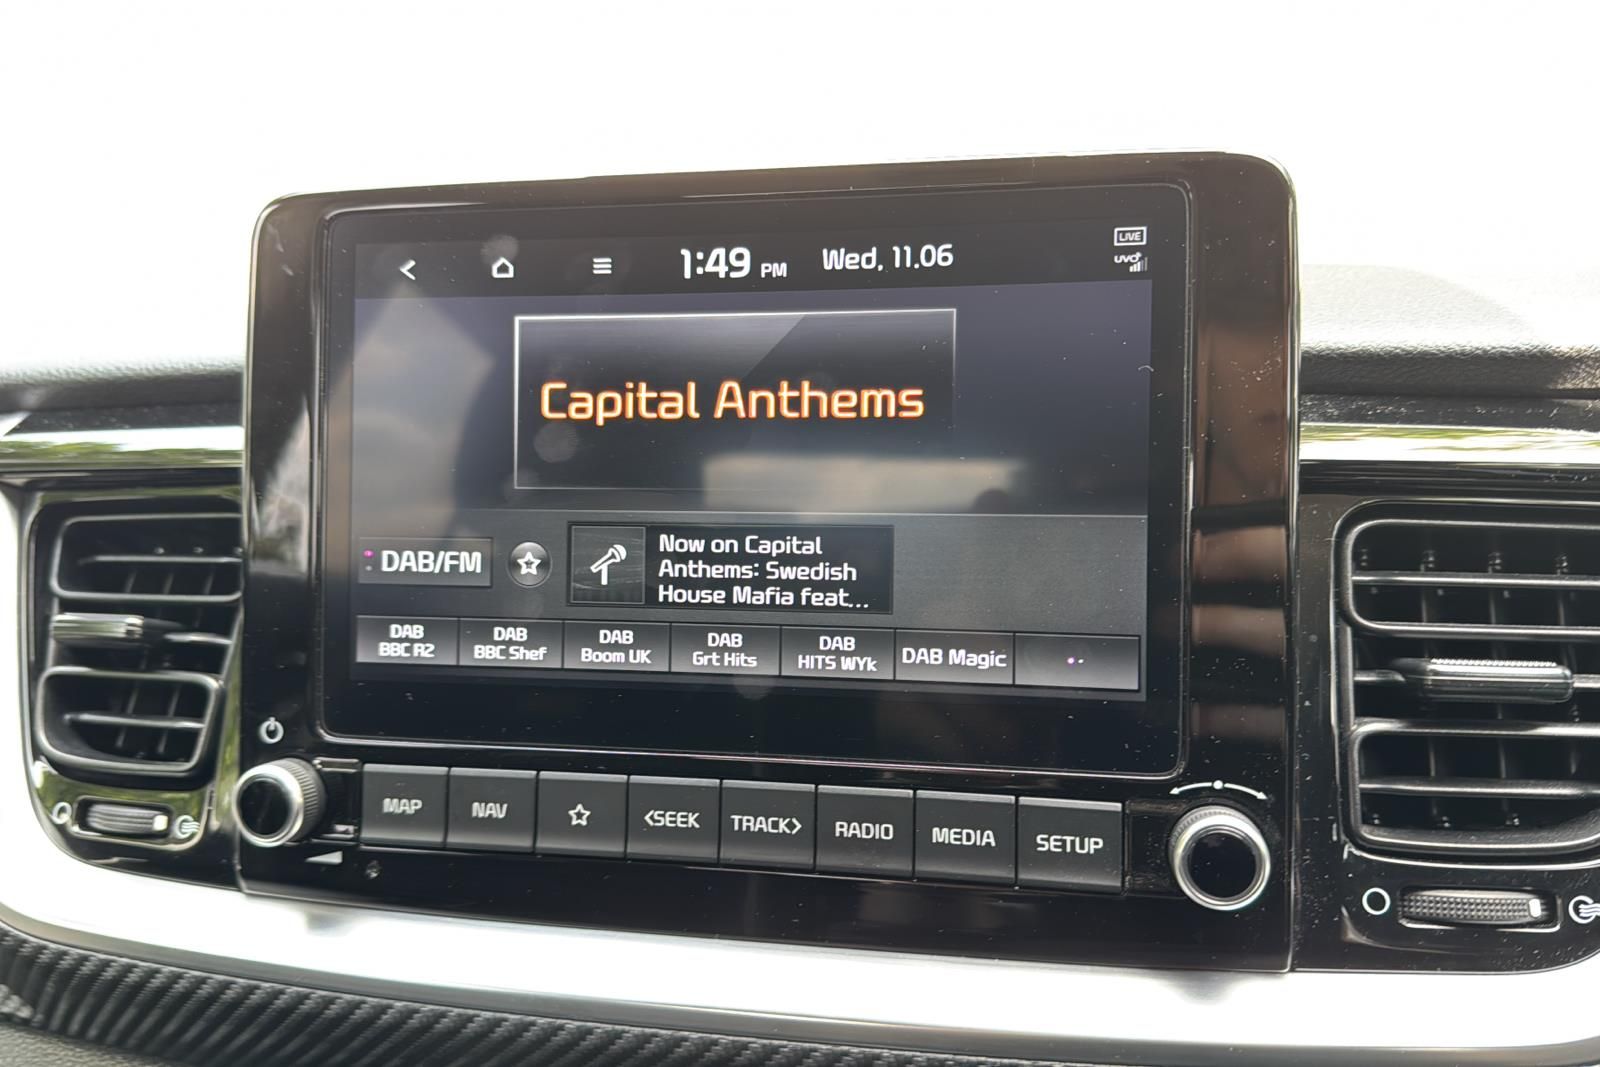 1:49 PM Wed, 11.06
LIVE
UVO
Capital Anthems
DAB/FM
Now on Capital
Anthems: Swedish
House Mafia feat...
DAB
BBC R2
DAB
BBC Shef
DAB
Boom UK
DAB
Grt Hits
DAB
HITS WYk
DAB Magic
MAP
NAV
<SEEK
TRACK>
RADIO
MEDIA
SETUP